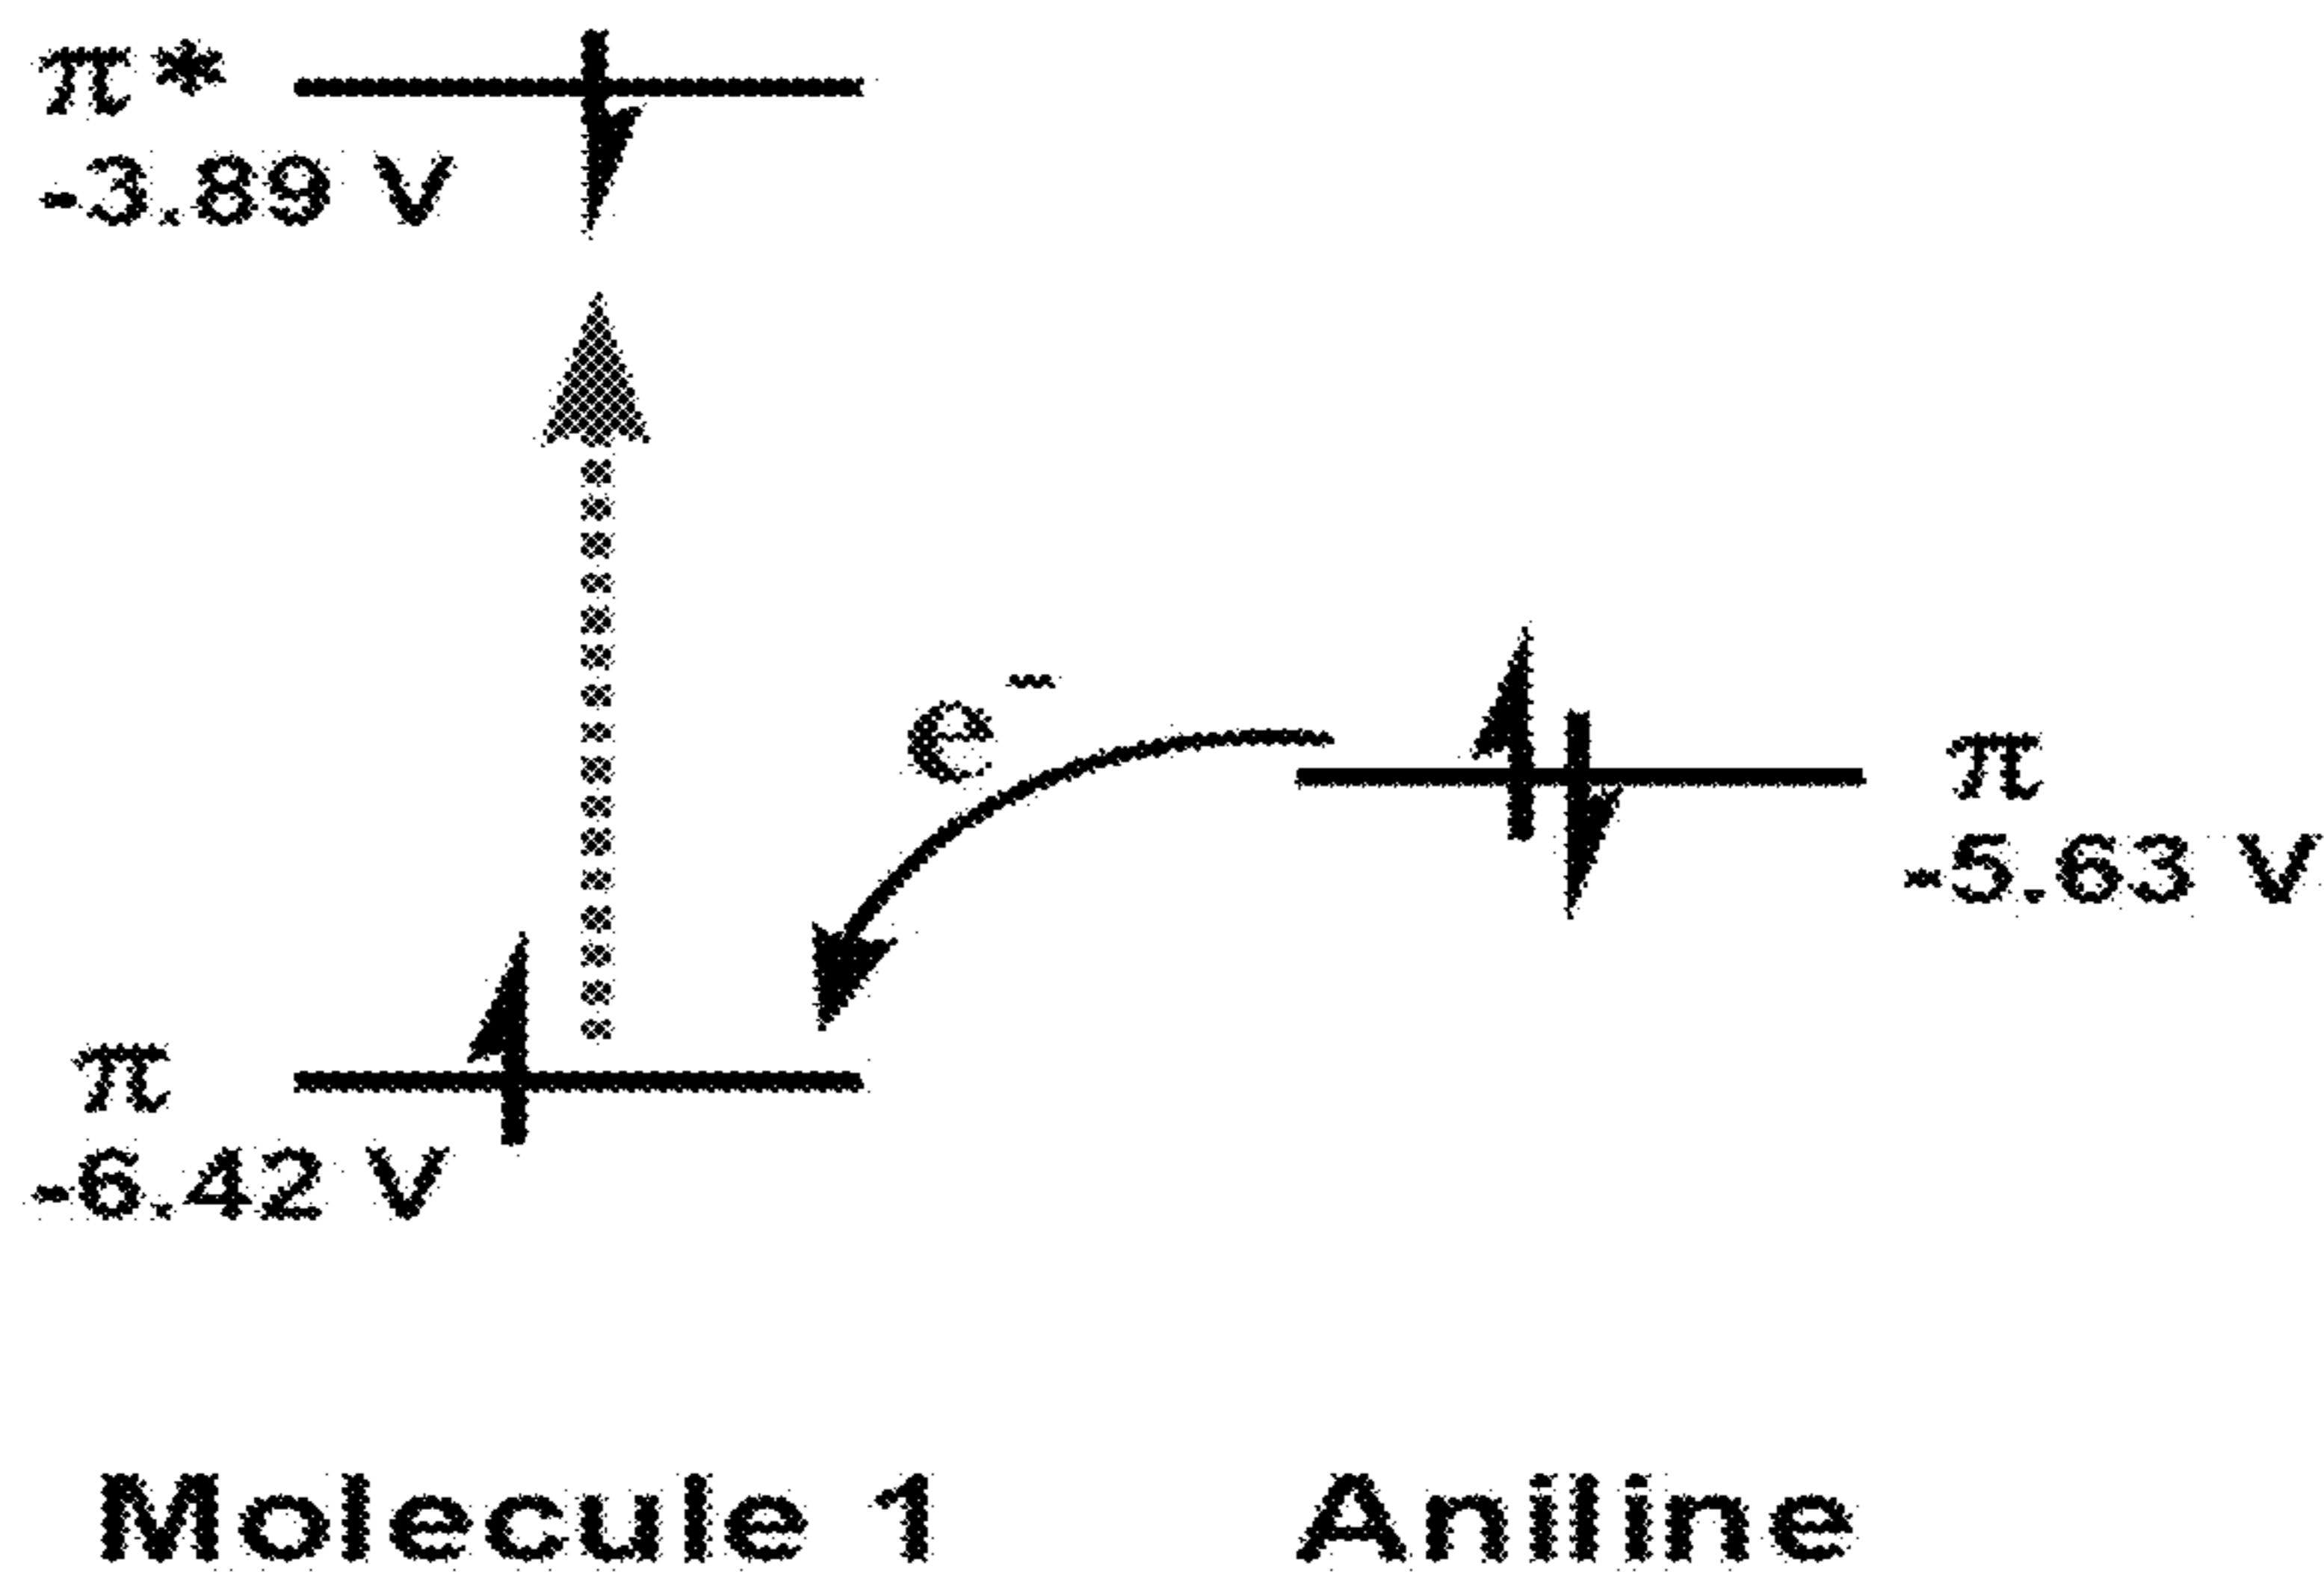 π*
-3.89 V
e⁻
π
-5.63 V
π
-6.42 V
Molecule 1
Aniline